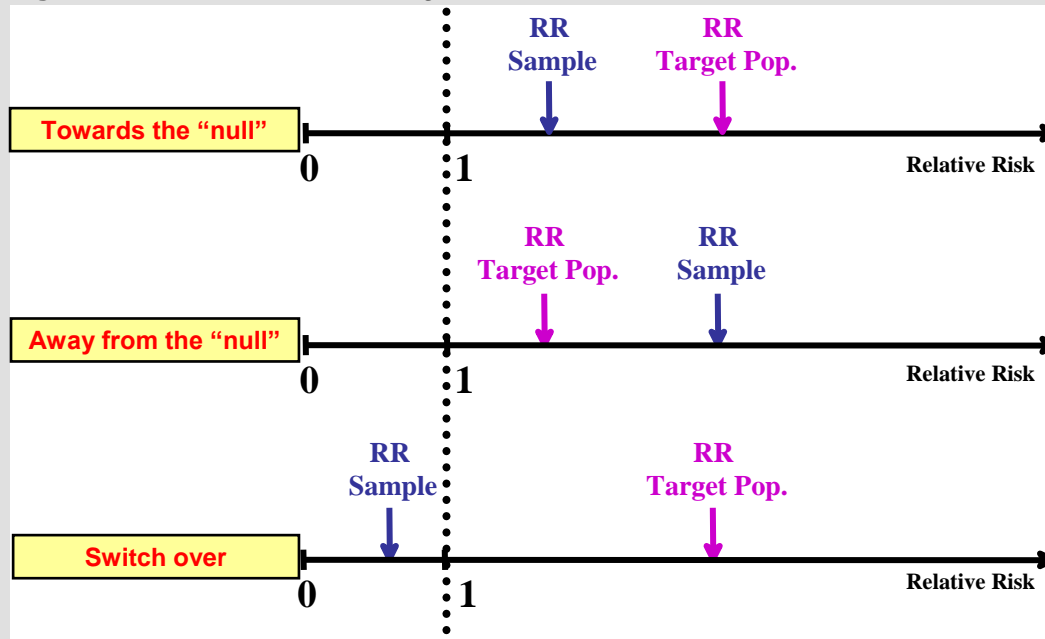 RR
Sample
RR
Target Pop.
Towards the “null”
0
1
Relative Risk
RR
Target Pop.
RR
Sample
Away from the “null”
0
1
Relative Risk
RR
Sample
RR
Target Pop.
Switch over
0
1
Relative Risk